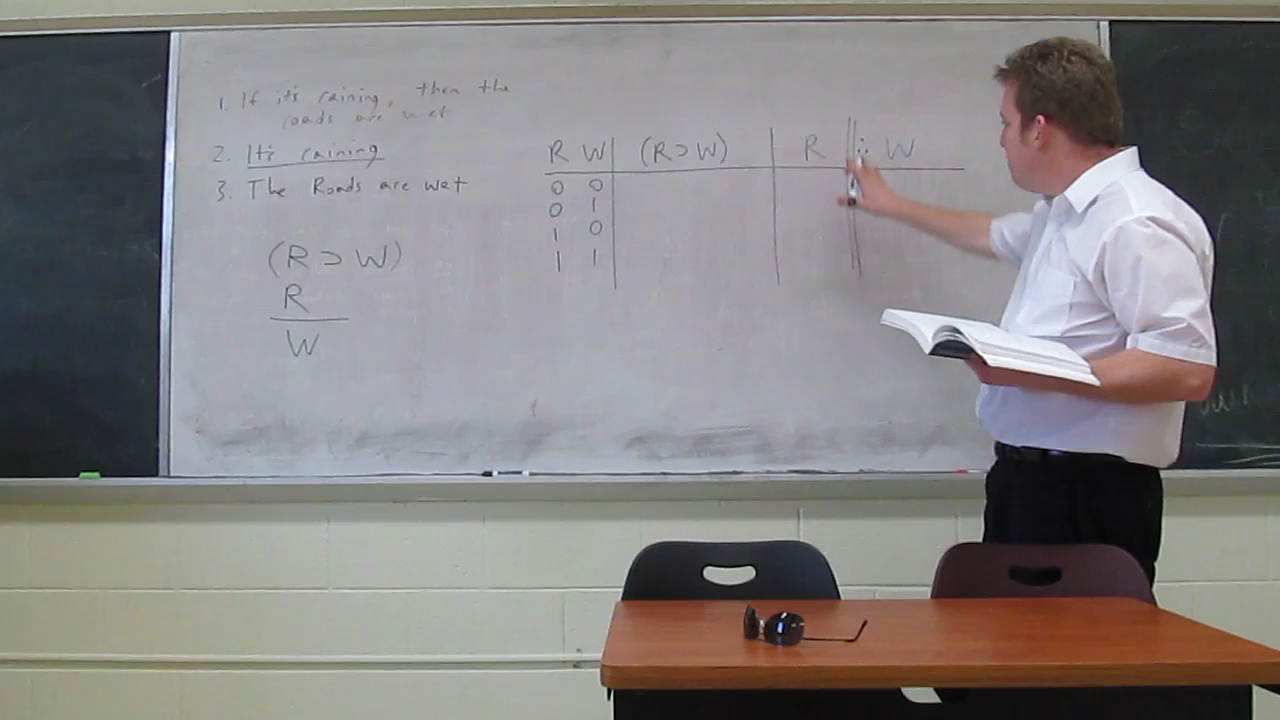 1. If it's raining, then the
roads are wet
2. It's raining
3. The Roads are wet
(R ⊃ W)
R
W
R W (R ⊃ W) R ∴ W
0 0
0 1
1 0
1 1